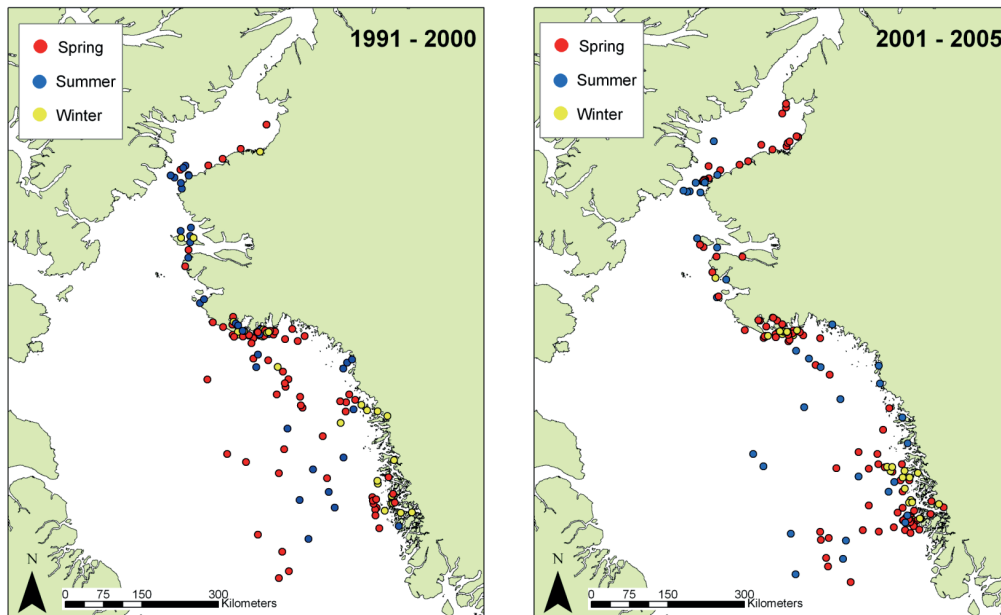 1991 - 2000
Spring
Summer
Winter
N
0 75 150 300
Kilometers
2001 - 2005
Spring
Summer
Winter
N
0 75 150 300
Kilometers